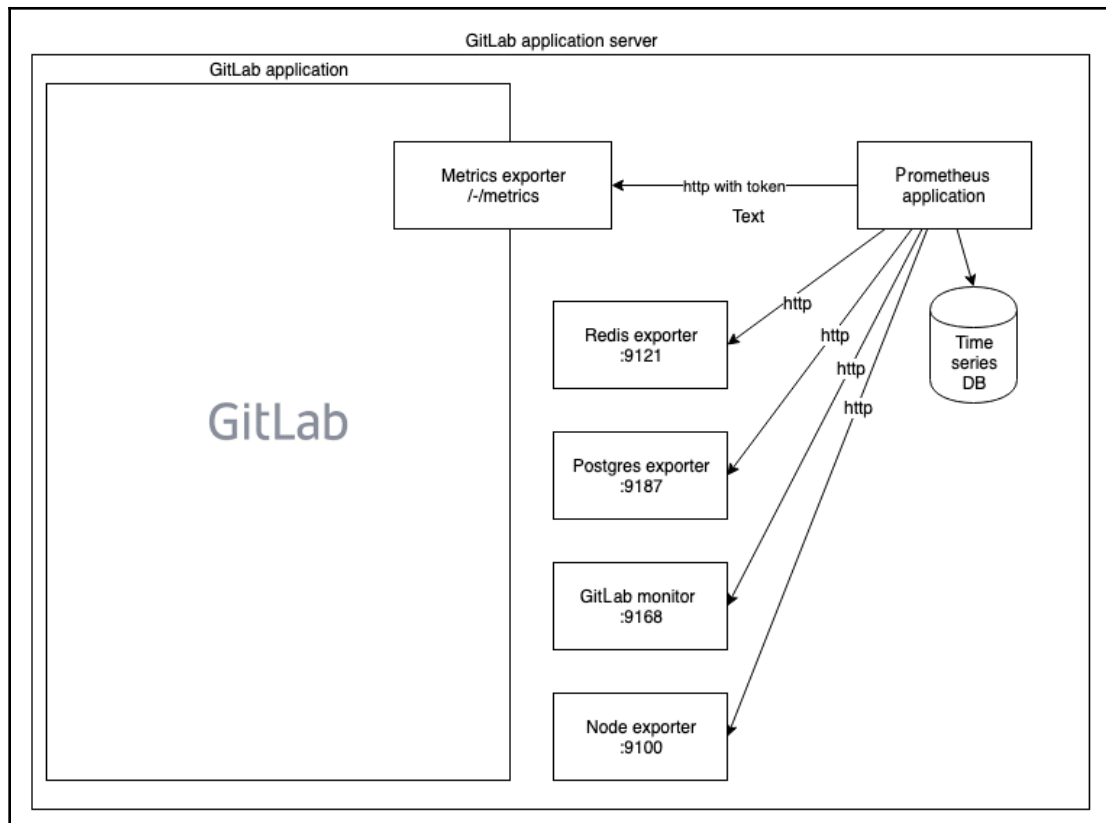 GitLab application server
GitLab application
Metrics exporter
/-/metrics
http with token
Text
Prometheus
application
http
Redis exporter
:9121
http
http
http
Time
series
DB
GitLab
Postgres exporter
:9187
GitLab monitor
:9168
Node exporter
:9100